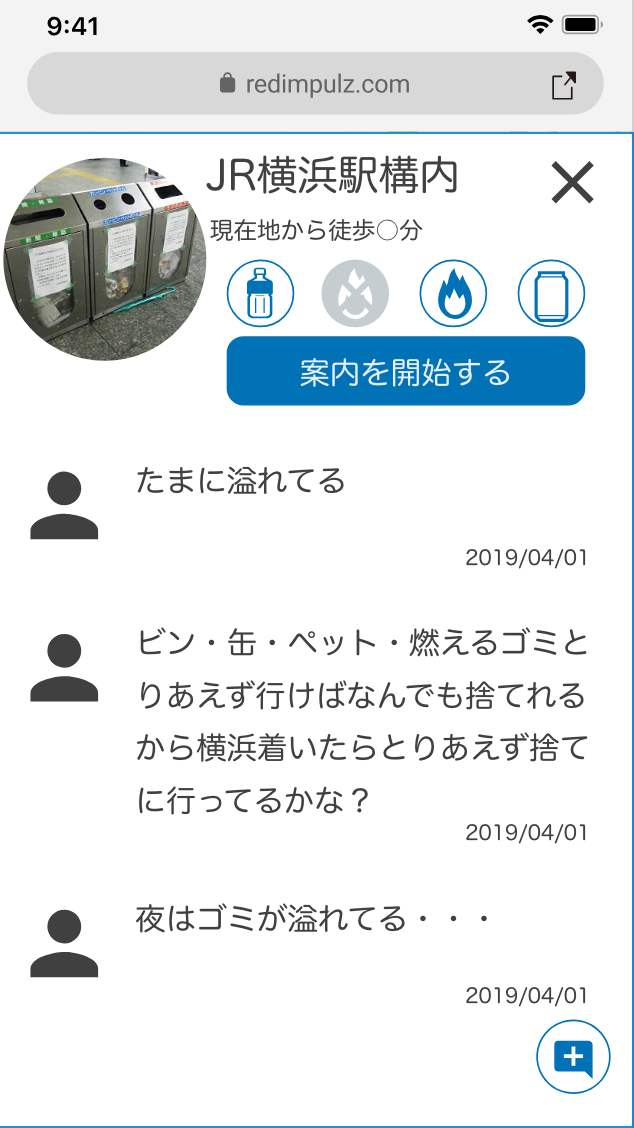 9:41
redimpulz.com
JR横浜駅構内
現在地から徒歩○分
案内を開始する
たまに溢れてる
2019/04/01
ビン・缶・ペット・燃えるゴミと
りあえず行けばなんでも捨てれる
から横浜着いたらとりあえず捨て
に行ってるかな？
2019/04/01
夜はゴミが溢れてる・・・
2019/04/01